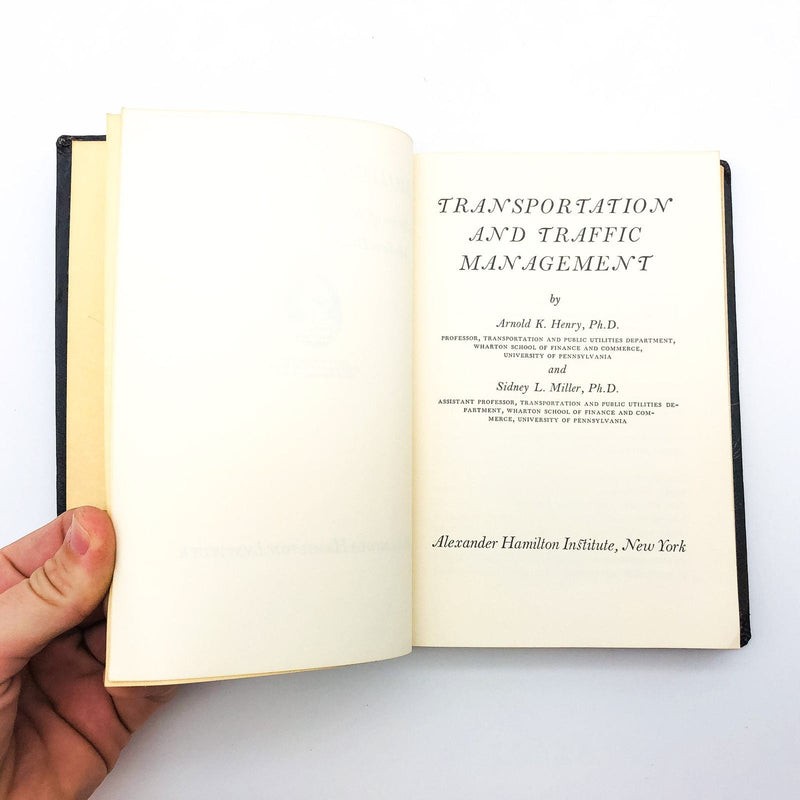 TRANSPORTATION
AND TRAFFIC
MANAGEMENT
by
Arnold K. Henry, Ph.D.
PROFESSOR, TRANSPORTATION AND PUBLIC UTILITIES DEPARTMENT,
WHARTON SCHOOL OF FINANCE AND COMMERCE,
UNIVERSITY OF PENNSYLVANIA
and
Sidney L. Miller, Ph.D.
ASSISTANT PROFESSOR, TRANSPORTATION AND PUBLIC UTILITIES DE-
PARTMENT, WHARTON SCHOOL OF FINANCE AND COM-
MERCE, UNIVERSITY OF PENNSYLVANIA
Alexander Hamilton Institute, New York